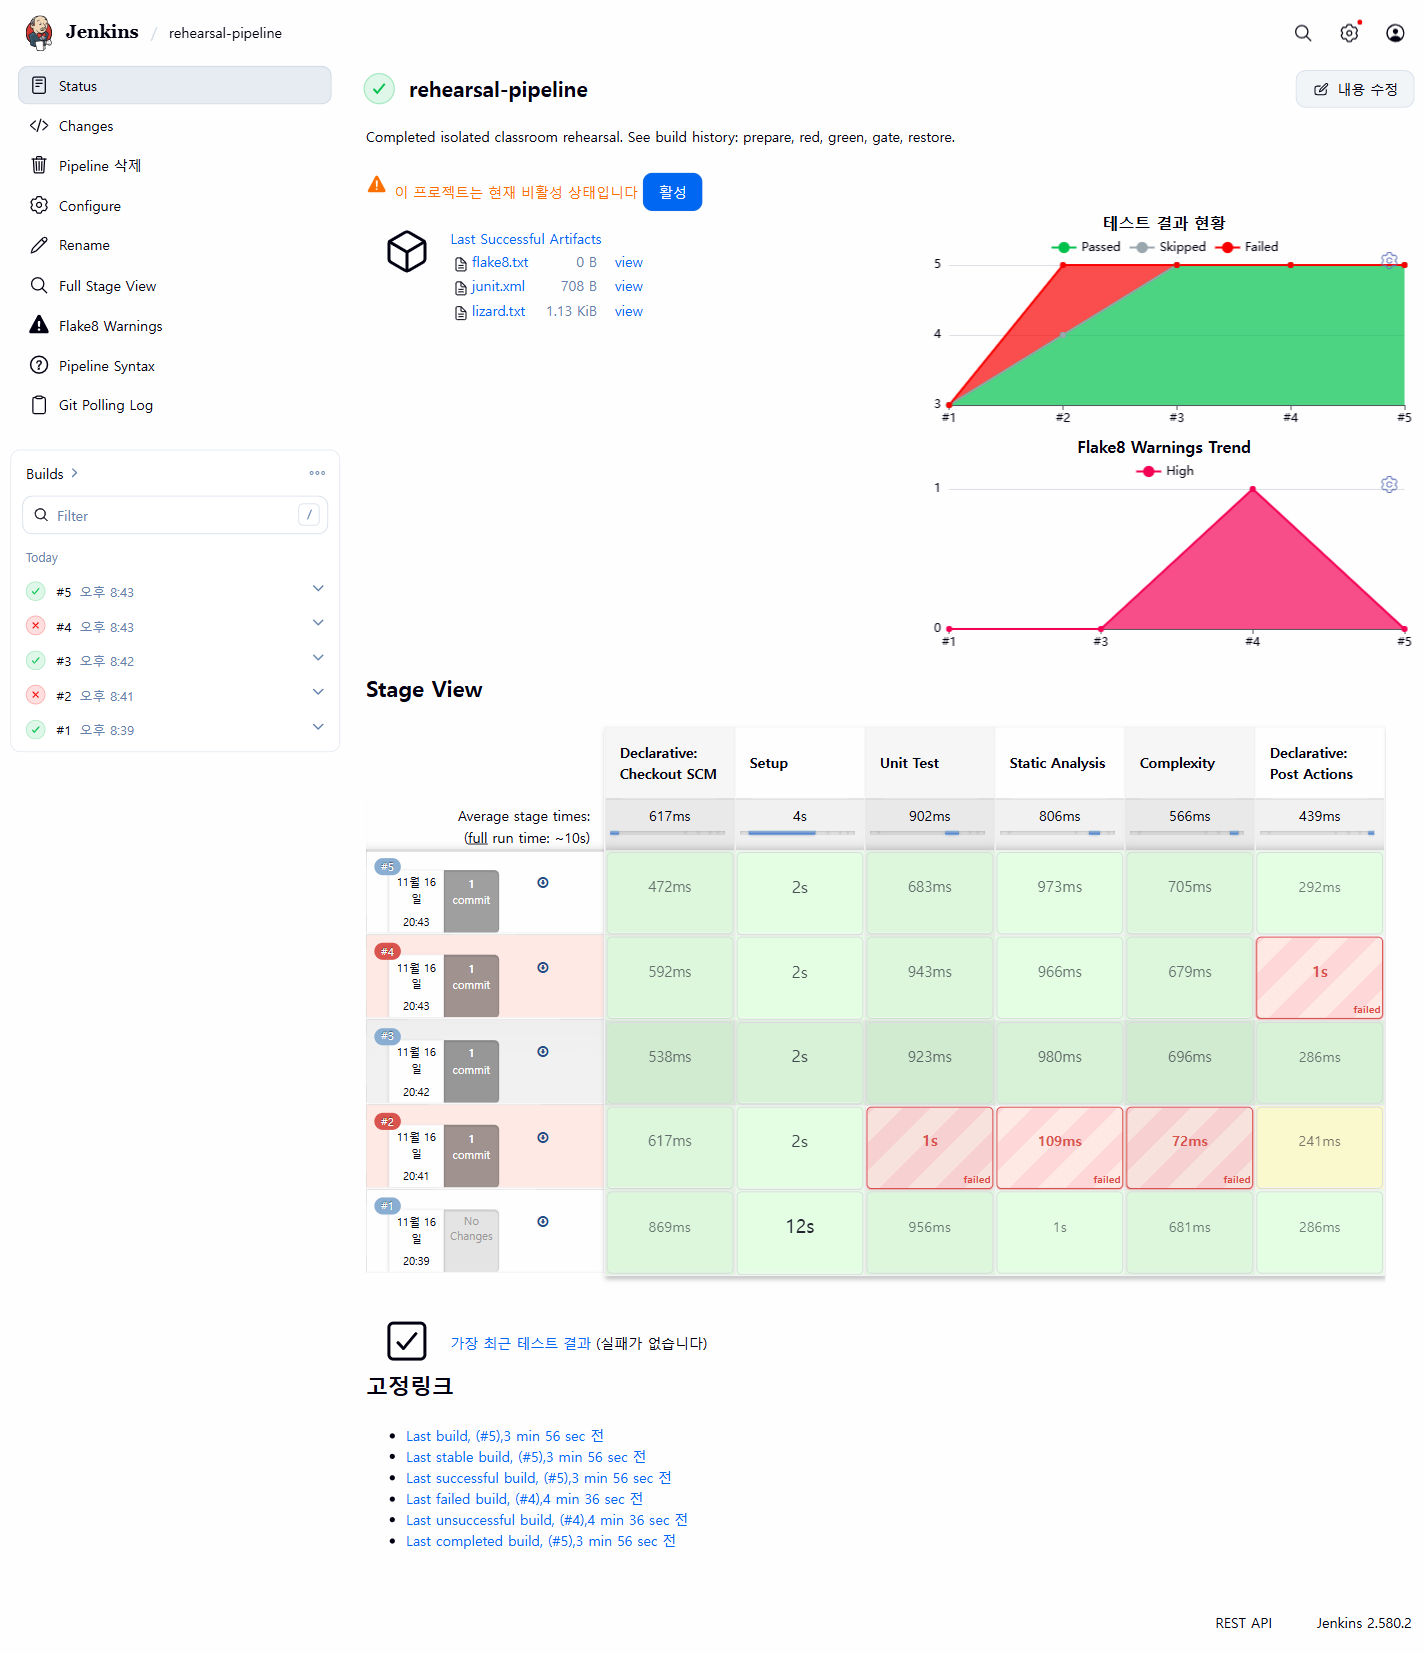 Jenkins / rehearsal-pipeline
Status
Changes
Pipeline 삭제
Configure
Rename
Full Stage View
Flake8 Warnings
Pipeline Syntax
Git Polling Log
Builds
Filter /
Today
#5 오후 8:43
#4 오후 8:43
#3 오후 8:42
#2 오후 8:41
#1 오후 8:39
rehearsal-pipeline
내용 수정
Completed isolated classroom rehearsal. See build history: prepare, red, green, gate, restore.
이 프로젝트는 현재 비활성 상태입니다 활성
Last Successful Artifacts
flake8.txt 0 B view
junit.xml 708 B view
lizard.txt 1.13 KiB view
테스트 결과 현황
Passed Skipped Failed
5
4
3
#1 #2 #3 #4 #5
Flake8 Warnings Trend
High
1
0
#1 #3 #4 #5
Stage View
Declarative: Setup Unit Test Static Analysis Complexity Declarative:
Checkout SCM Post Actions
Average stage times: 617ms 4s 902ms 806ms 566ms 439ms
(full run time: ~10s)
#5
11월 16 1
일 commit 472ms 2s 683ms 973ms 705ms 292ms
20:43
#4
11월 16 1
일 commit 592ms 2s 943ms 966ms 679ms 1s
20:43 failed
#3
11월 16 1
일 commit 538ms 2s 923ms 980ms 696ms 286ms
20:42
#2
11월 16 1
일 commit 617ms 2s 1s 109ms 72ms 241ms
20:41 failed failed failed
#1
11월 16 No
일 Changes 869ms 12s 956ms 1s 681ms 286ms
20:39
가장 최근 테스트 결과 (실패가 없습니다)
고정링크
Last build, (#5),3 min 56 sec 전
Last stable build, (#5),3 min 56 sec 전
Last successful build, (#5),3 min 56 sec 전
Last failed build, (#4),4 min 36 sec 전
Last unsuccessful build, (#4),4 min 36 sec 전
Last completed build, (#5),3 min 56 sec 전
REST API Jenkins 2.580.2